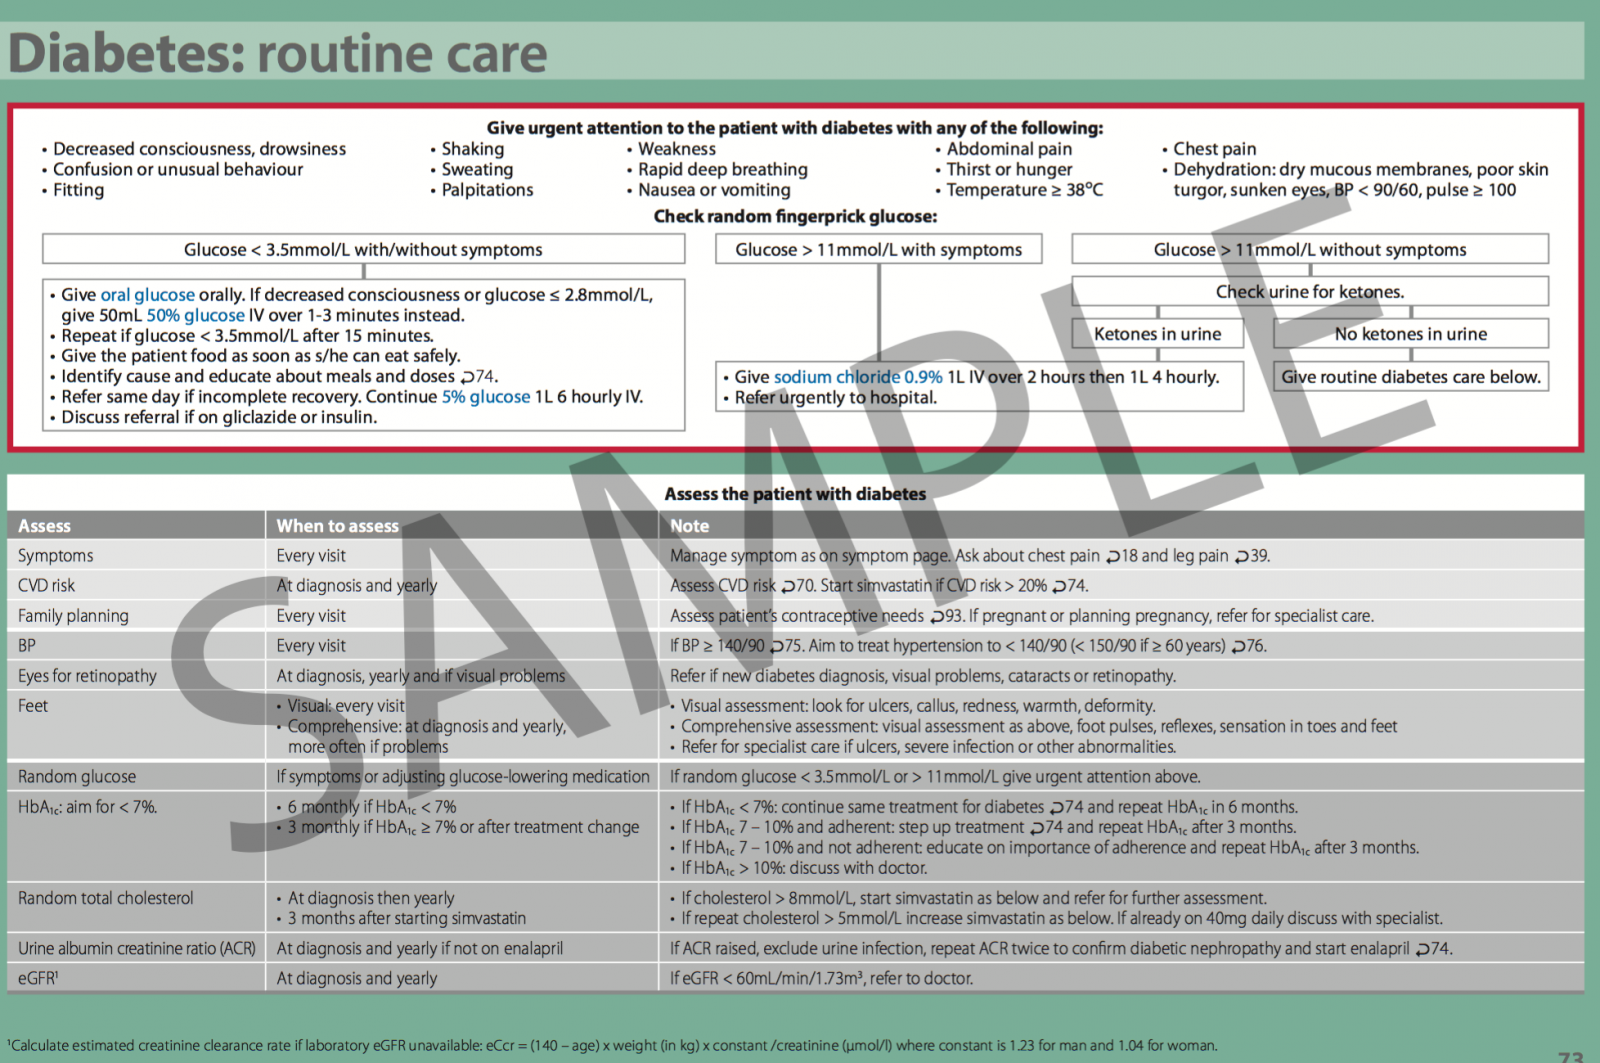 Diabetes: routine care
Give urgent attention to the patient with diabetes with any of the following:
• Decreased consciousness, drowsiness
• Confusion or unusual behaviour
• Fitting
• Shaking
• Sweating
• Palpitations
• Weakness
• Rapid deep breathing
• Nausea or vomiting
• Abdominal pain
• Thirst or hunger
• Temperature ≥ 38°C
• Chest pain
• Dehydration: dry mucous membranes, poor skin
turgor, sunken eyes, BP < 90/60, pulse ≥ 100
Check random fingerprick glucose:
Glucose < 3.5mmol/L with/without symptoms
• Give oral glucose orally. If decreased consciousness or glucose ≤ 2.8mmol/L,
give 50mL 50% glucose IV over 1-3 minutes instead.
• Repeat if glucose < 3.5mmol/L after 15 minutes.
• Give the patient food as soon as s/he can eat safely.
• Identify cause and educate about meals and doses ⮌74.
• Refer same day if incomplete recovery. Continue 5% glucose 1L 6 hourly IV.
• Discuss referral if on gliclazide or insulin.
Glucose > 11mmol/L with symptoms
Glucose > 11mmol/L without symptoms
Check urine for ketones.
Ketones in urine
No ketones in urine
• Give sodium chloride 0.9% 1L IV over 2 hours then 1L 4 hourly.
• Refer urgently to hospital.
Give routine diabetes care below.
Assess the patient with diabetes
Assess When to assess Note
Symptoms Every visit Manage symptom as on symptom page. Ask about chest pain ⮌18 and leg pain ⮌39.
CVD risk At diagnosis and yearly Assess CVD risk ⮌70. Start simvastatin if CVD risk > 20% ⮌74.
Family planning Every visit Assess patient's contraceptive needs ⮌93. If pregnant or planning pregnancy, refer for specialist care.
BP Every visit If BP ≥ 140/90 ⮌75. Aim to treat hypertension to < 140/90 (< 150/90 if ≥ 60 years) ⮌76.
Eyes for retinopathy At diagnosis, yearly and if visual problems Refer if new diabetes diagnosis, visual problems, cataracts or retinopathy.
Feet
• Visual: every visit
• Comprehensive: at diagnosis and yearly,
more often if problems
• Visual assessment: look for ulcers, callus, redness, warmth, deformity.
• Comprehensive assessment: visual assessment as above, foot pulses, reflexes, sensation in toes and feet
• Refer for specialist care if ulcers, severe infection or other abnormalities.
Random glucose If symptoms or adjusting glucose-lowering medication If random glucose < 3.5mmol/L or > 11mmol/L give urgent attention above.
HbA₁c: aim for < 7%.
• 6 monthly if HbA₁c < 7%
• 3 monthly if HbA₁c ≥ 7% or after treatment change
• If HbA₁c < 7%: continue same treatment for diabetes ⮌74 and repeat HbA₁c in 6 months.
• If HbA₁c 7 – 10% and adherent: step up treatment ⮌74 and repeat HbA₁c after 3 months.
• If HbA₁c 7 – 10% and not adherent: educate on importance of adherence and repeat HbA₁c after 3 months.
• If HbA₁c > 10%: discuss with doctor.
Random total cholesterol
• At diagnosis then yearly
• 3 months after starting simvastatin
• If cholesterol > 8mmol/L, start simvastatin as below and refer for further assessment.
• If repeat cholesterol > 5mmol/L increase simvastatin as below. If already on 40mg daily discuss with specialist.
Urine albumin creatinine ratio (ACR) At diagnosis and yearly if not on enalapril If ACR raised, exclude urine infection, repeat ACR twice to confirm diabetic nephropathy and start enalapril ⮌74.
eGFR¹ At diagnosis and yearly If eGFR < 60mL/min/1.73m³, refer to doctor.
¹Calculate estimated creatinine clearance rate if laboratory eGFR unavailable: eCcr = (140 – age) x weight (in kg) x constant /creatinine (µmol/l) where constant is 1.23 for man and 1.04 for woman.
73
SAMPLE